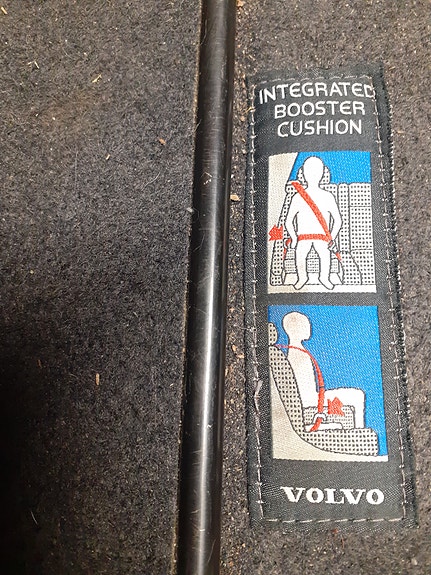 INTEGRATED
BOOSTER
CUSHION
VOLVO